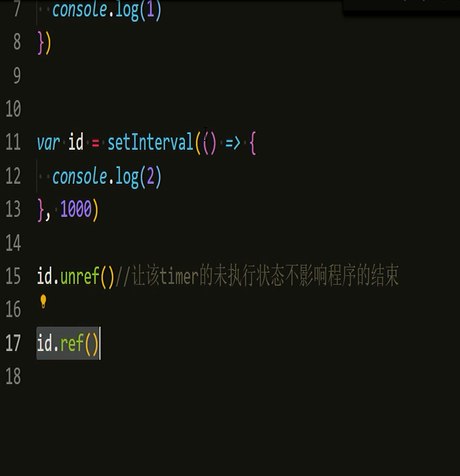 7 console.log(1)
8 })
9
10
11 var id = setInterval(() => {
12 console.log(2)
13 }, 1000)
14
15 id.unref()//让该timer的未执行状态不影响程序的结束
16
17 id.ref()
18